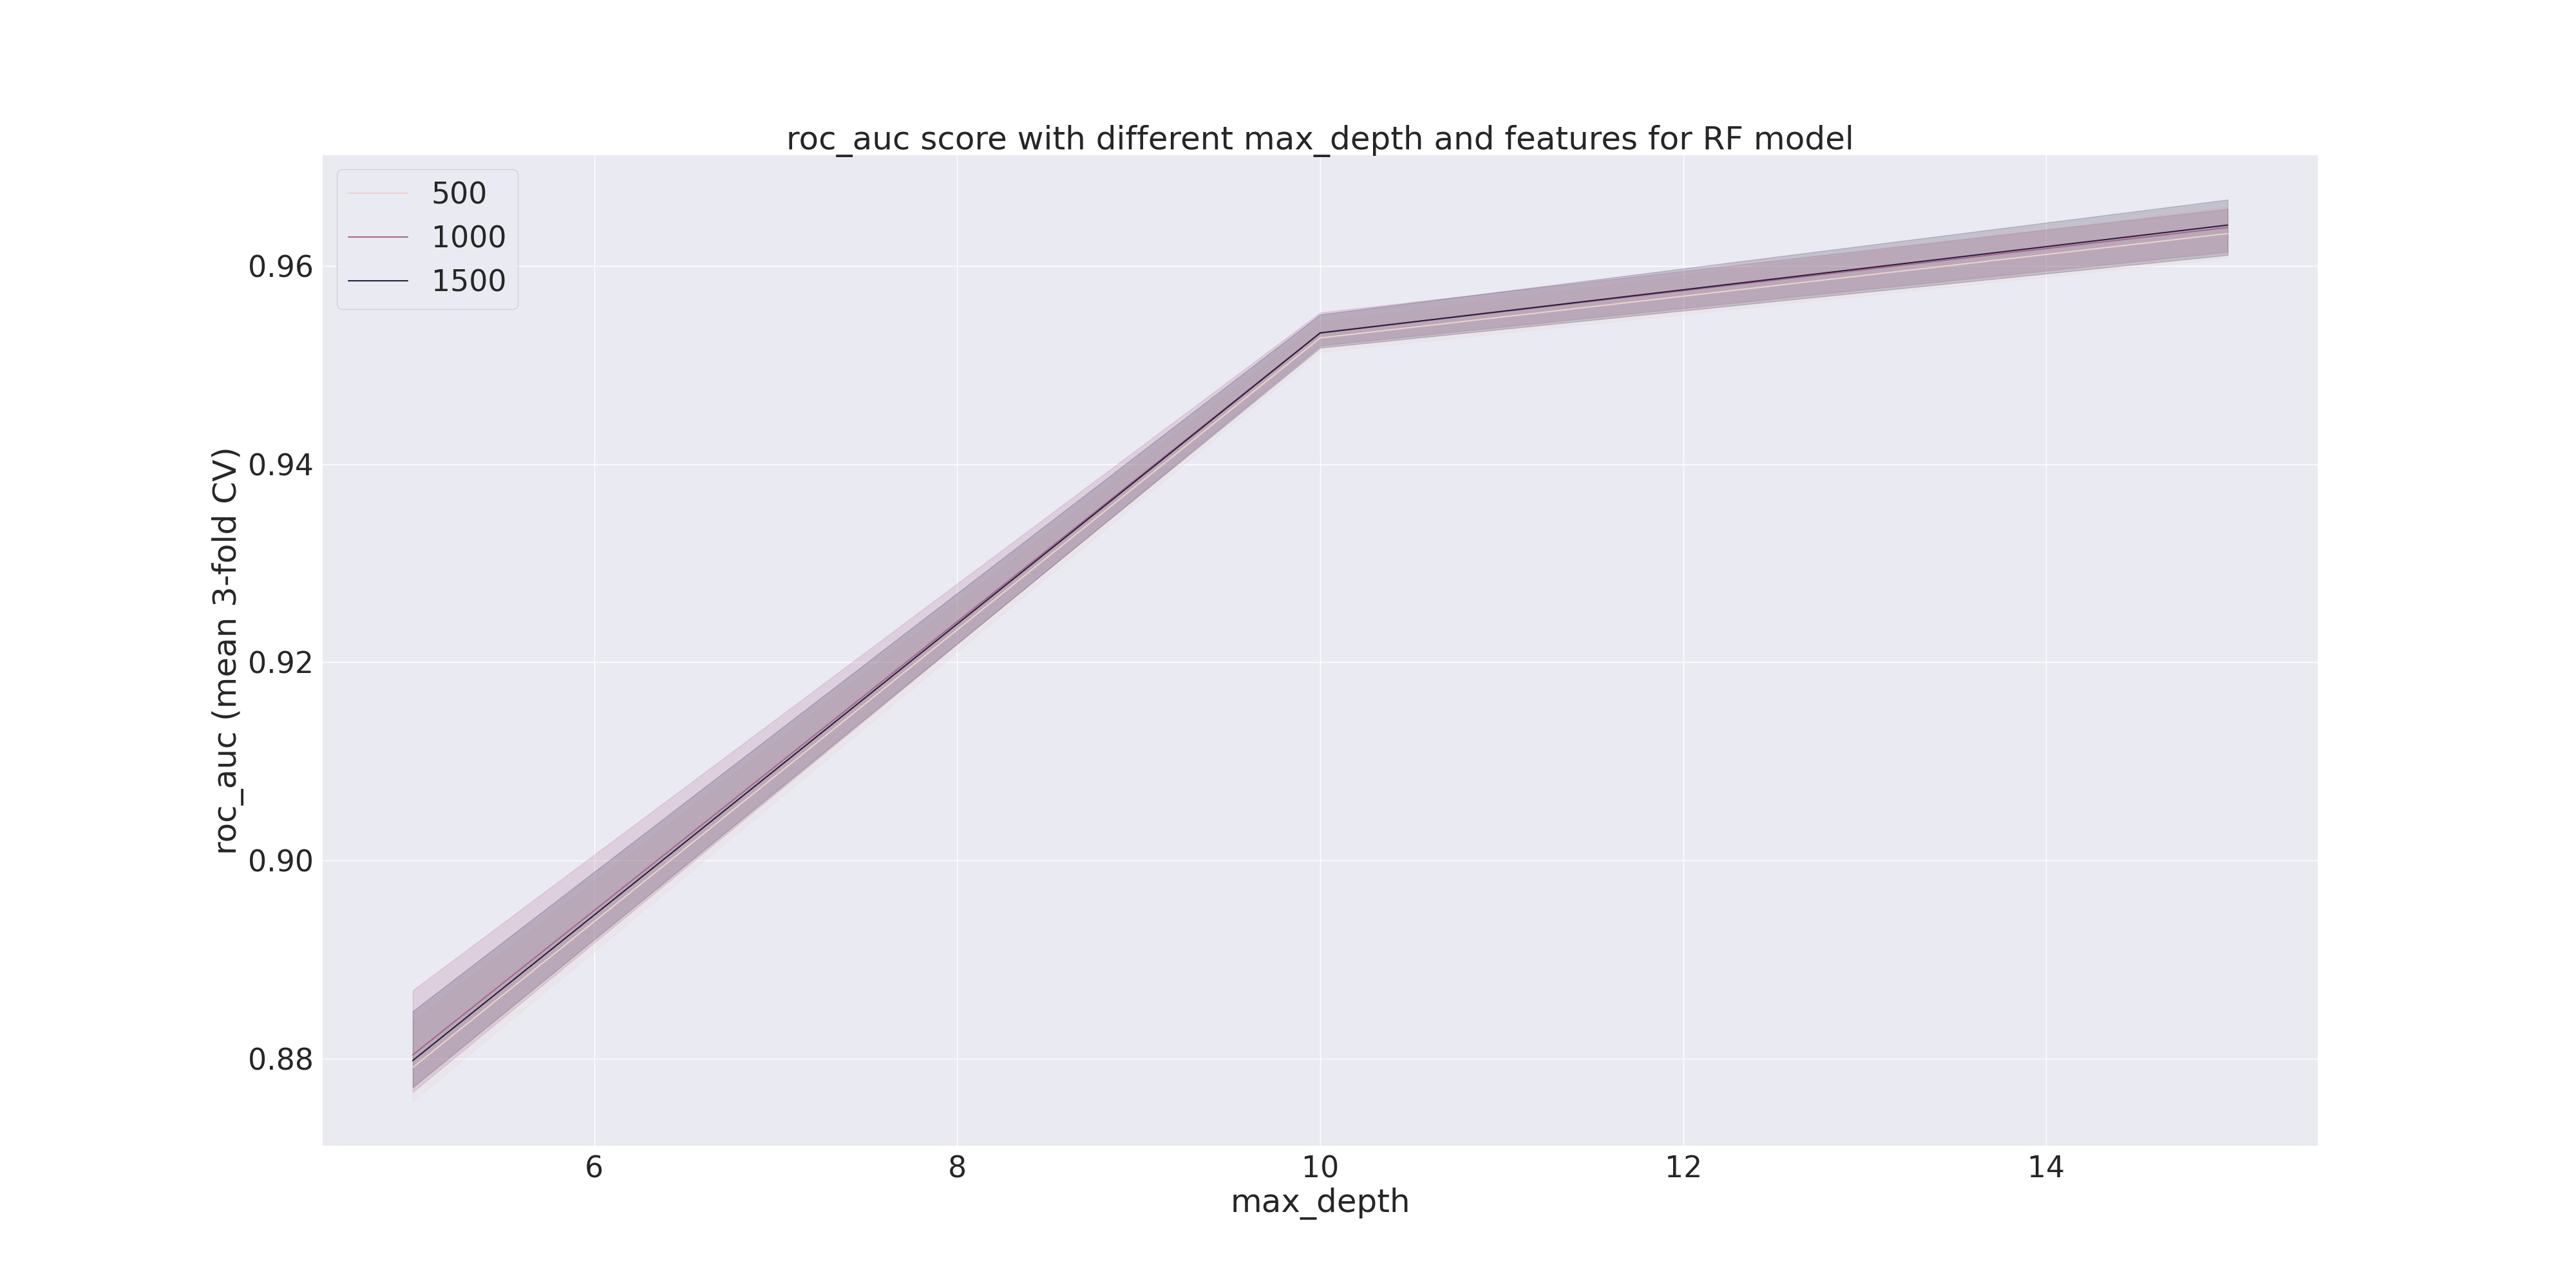 roc_auc score with different max_depth and features for RF model
500
1000
1500
0.96
0.94
0.92
0.90
0.88
roc_auc (mean 3-fold CV)
6 8 10 12 14
max_depth